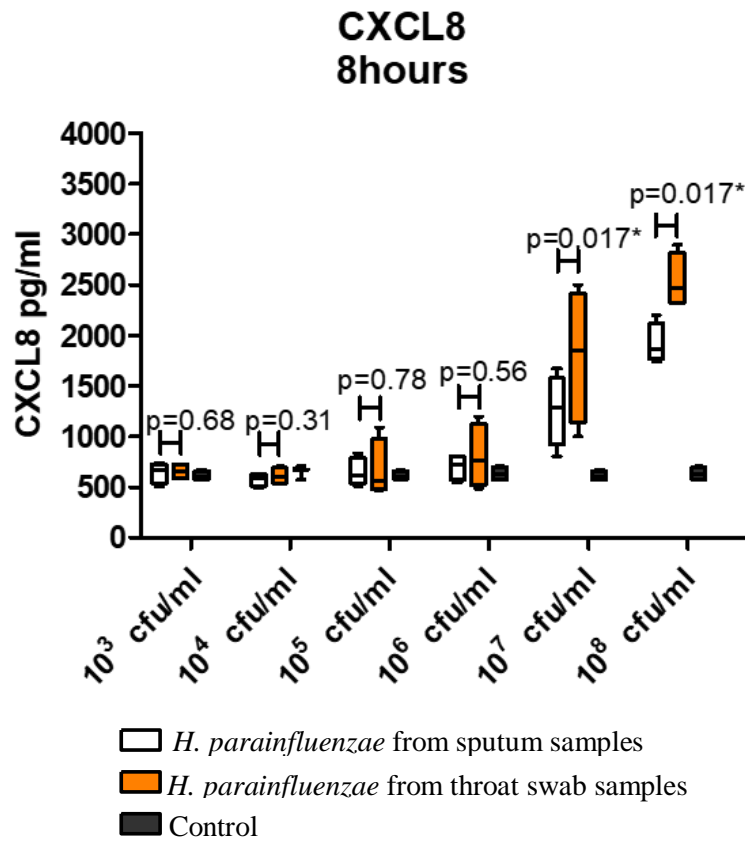 CXCL8
8hours
CXCL8 pg/ml
4000
3500
3000
2500
2000
1500
1000
500
0
p=0.68
p=0.31
p=0.78
p=0.56
p=0.017*
p=0.017*
10³ cfu/ml
10⁴ cfu/ml
10⁵ cfu/ml
10⁶ cfu/ml
10⁷ cfu/ml
10⁸ cfu/ml
H. parainfluenzae from sputum samples
H. parainfluenzae from throat swab samples
Control